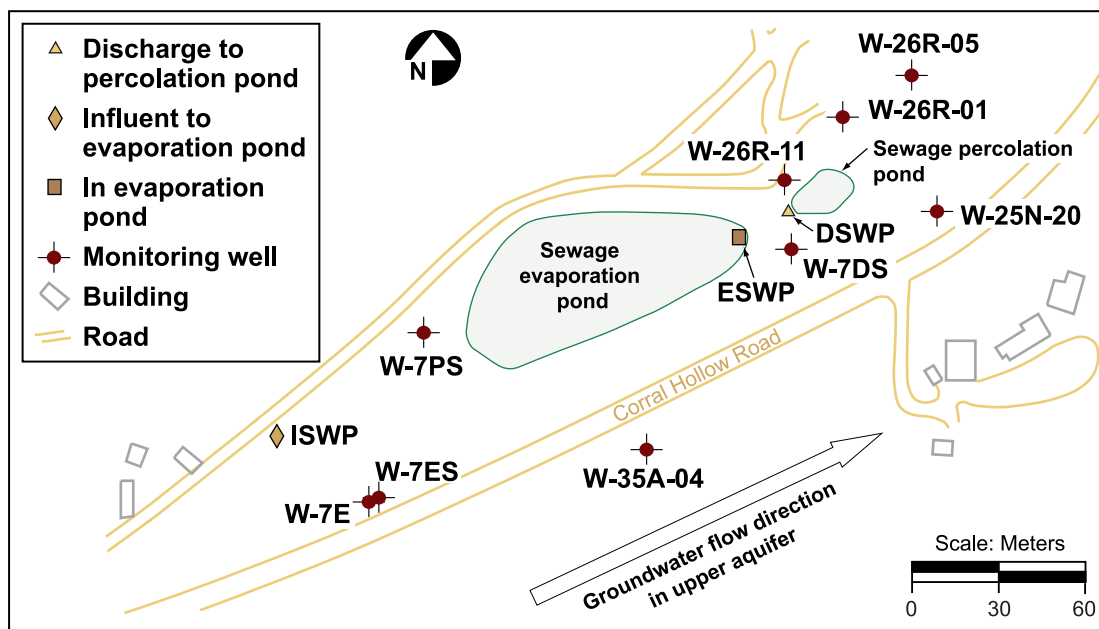 Discharge to
percolation pond
Influent to
evaporation pond
In evaporation
pond
Monitoring well
Building
Road
N
W-26R-05
W-26R-01
W-26R-11
Sewage percolation
pond
W-25N-20
DSWP
W-7DS
ESWP
Sewage
evaporation
pond
W-7PS
Corral Hollow Road
ISWP
W-7ES
W-7E
W-35A-04
Groundwater flow direction
in upper aquifer
Scale: Meters
0 30 60